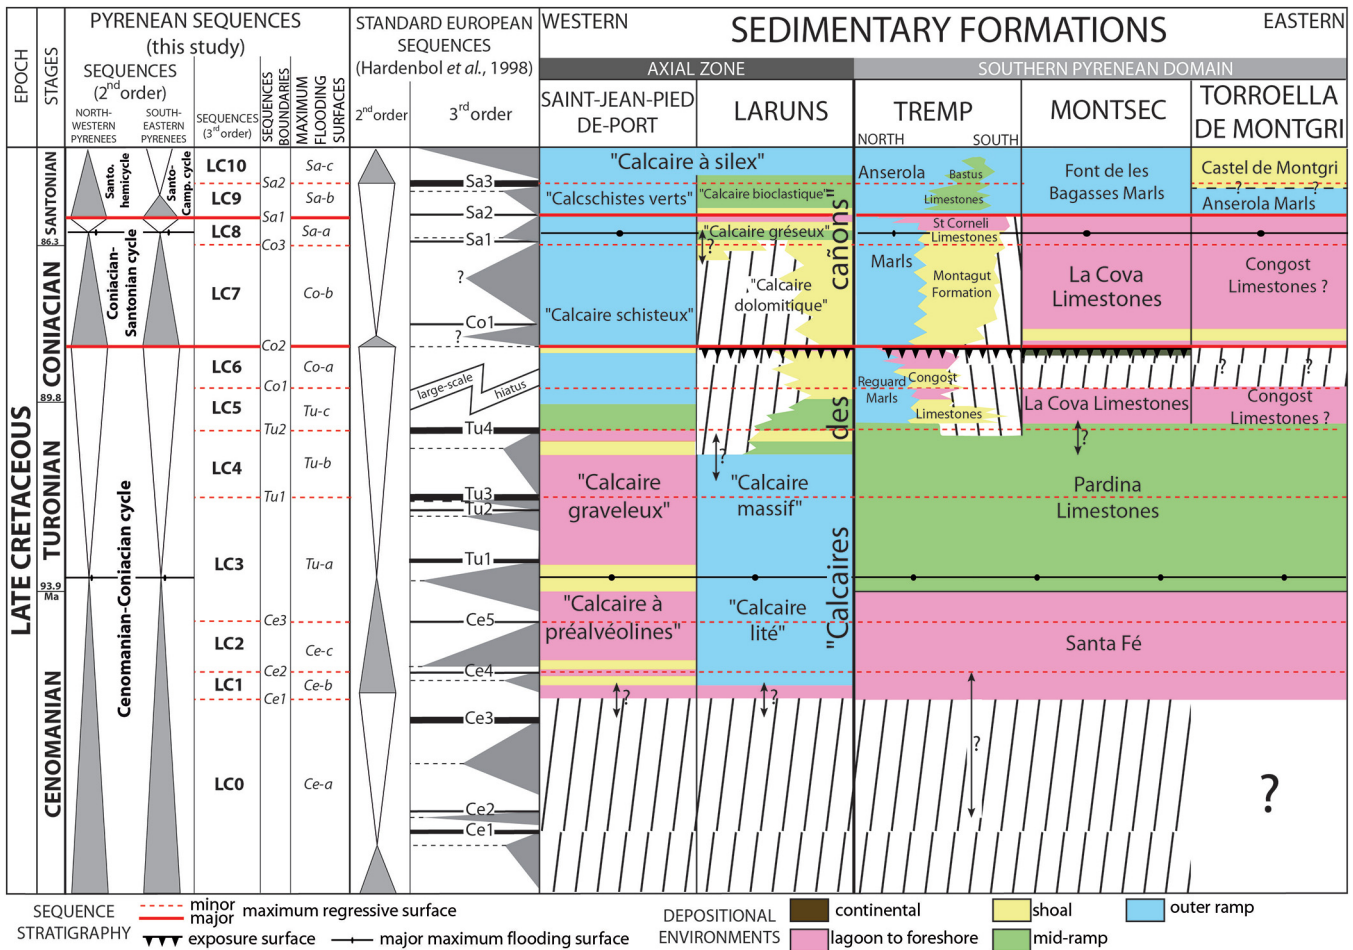 EPOCH
STAGES
PYRENEAN SEQUENCES
(this study)
SEQUENCES
(2nd order)
NORTH-
WESTERN
PYRENEES
SOUTH-
EASTERN
PYRENEES
SEQUENCES
(3rd order)
SEQUENCE
BOUNDARIES
MAXIMUM
FLOODING
SURFACES
STANDARD EUROPEAN
SEQUENCES
(Hardenbol et al., 1998)
2nd order
3rd order
WESTERN
SEDIMENTARY FORMATIONS
EASTERN
AXIAL ZONE
SOUTHERN PYRENEAN DOMAIN
SAINT-JEAN-PIED
DE-PORT
LARUNS
TREMP
NORTH
SOUTH
MONTSEC
TORROELLA
DE MONTGRI
LATE CRETACEOUS
SANTONIAN
86.3
CONIACIAN
89.8
TURONIAN
93.9
Ma
CENOMANIAN
Santo.
hemicycle
Santo-
Camp. cycle
Coniacian-
Santonian cycle
Cenomanian-Coniacian cycle
LC10
LC9
LC8
LC7
LC6
LC5
LC4
LC3
LC2
LC1
LC0
Sa2
Sa1
Co3
Co2
Co1
Tu2
Tu1
Ce3
Ce2
Ce1
Sa-c
Sa-b
Sa-a
Co-b
Co-a
Tu-c
Tu-b
Tu-a
Ce-c
Ce-b
Ce-a
Sa3
Sa2
Sa1
?
Co1
?
large-scale
hiatus
Tu4
Tu3
Tu2
Tu1
Ce5
Ce4
Ce3
Ce2
Ce1
"Calcaire à silex"
"Calcschistes verts"
"Calcaire schisteux"
"Calcaire
graveleux"
"Calcaire à
préalvéolines"
?
"Calcaire bioclastique"
"Calcaire gréseux"
?
"Calcaire
dolomitique"
?
"Calcaire
massif"
"Calcaire
lité"
?
"Calcaires des cañons"
Anserola
Marls
Bastus
Limestones
St Corneli
Limestones
Montagut
Formation
Reguard
Marls
Congost
Limestones
Font de les
Bagasses Marls
La Cova
Limestones
La Cova Limestones
?
Castel de Montgri
? ?
Anserola Marls
Congost
Limestones ?
? ?
Congost
Limestones ?
Pardina
Limestones
Santa Fé
?
?
SEQUENCE
STRATIGRAPHY
minor
major
maximum regressive surface
exposure surface
major maximum flooding surface
DEPOSITIONAL
ENVIRONMENTS
continental
shoal
outer ramp
lagoon to foreshore
mid-ramp